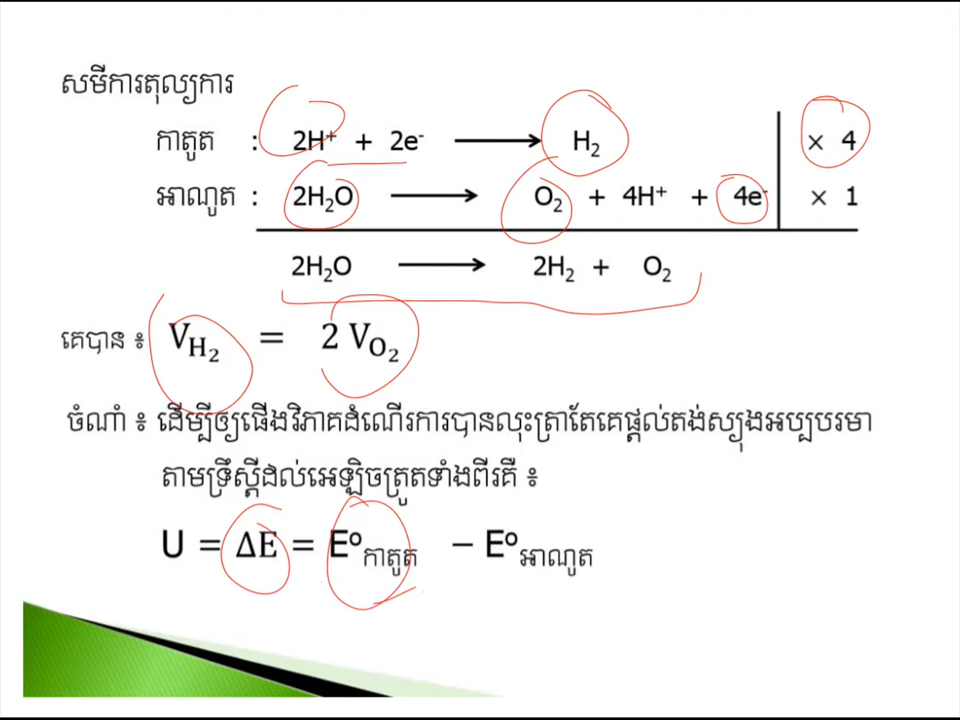 សមីការតុល្យការ
កាតូត : 2H⁺ + 2e⁻ ⟶ H₂ × 4
អាណូត : 2H₂O ⟶ O₂ + 4H⁺ + 4e⁻ × 1
2H₂O ⟶ 2H₂ + O₂
គេបាន ៖ V_H₂ = 2 V_O₂
ចំណាំ ៖ ដើម្បីឲ្យផើងវិភាគដំណើរការបានលុះត្រាតែគេផ្តល់តង់ស្យុងអប្បបរមា
តាមទ្រឹស្តីដល់អេឡិចត្រូតទាំងពីរគឺ ៖
U = ΔE = E⁰កាតូត − E⁰អាណូត